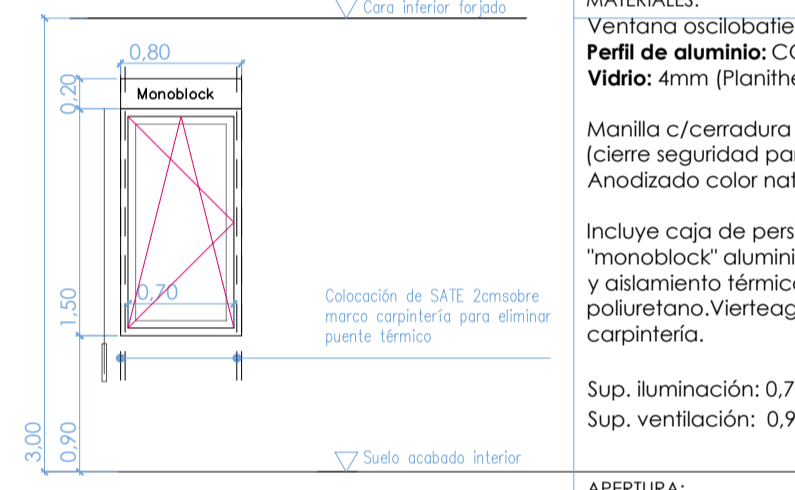 Cara inferior forjado
0,80
0,20
Monoblock
0,70
1,50
Colocación de SATE 2cmsobre
marco carpintería para eliminar
puente térmico
3,00
0,90
Suelo acabado interior
MATERIALES:
Ventana oscilobatie
Perfil de aluminio: CO
Vidrio: 4mm (Planithe
Manilla c/cerradura
(cierre seguridad pa
Anodizado color nat
Incluye caja de pers
"monoblock" alumini
y aislamiento térmic
poliuretano.Vierteag
carpintería.
Sup. iluminación: 0,7
Sup. ventilación: 0,9
APERTURA: